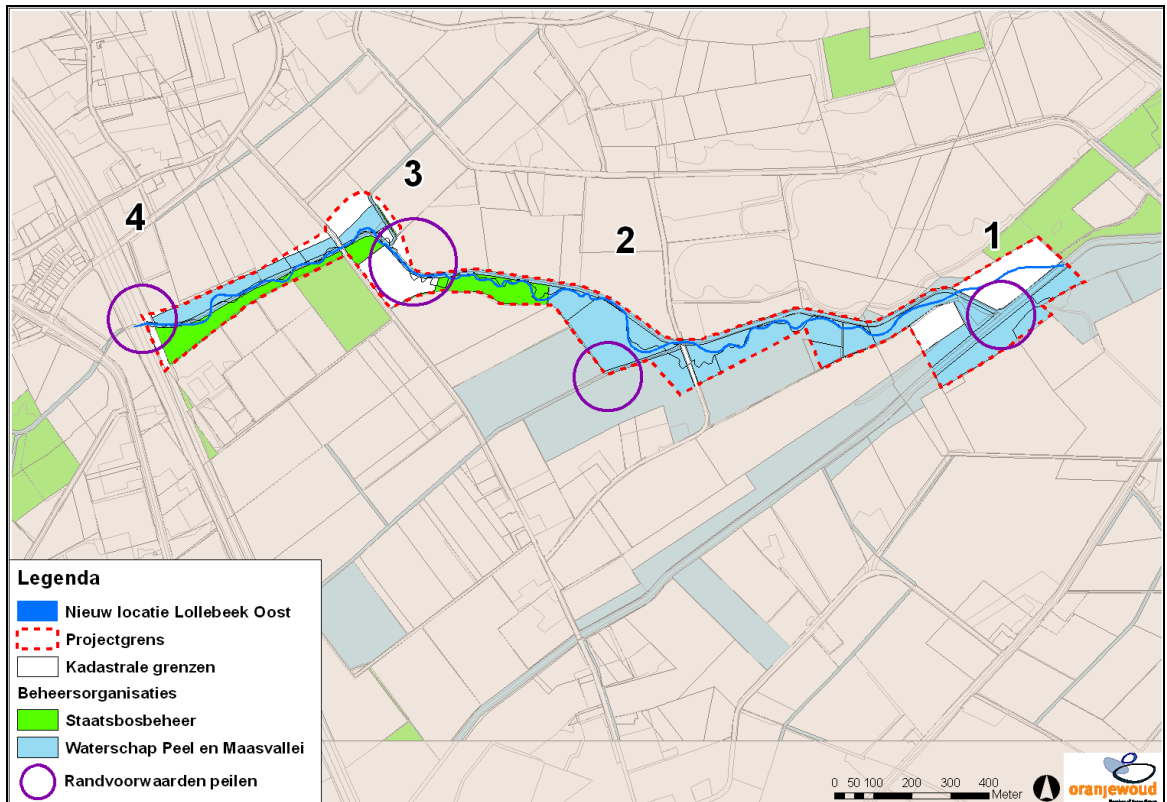 4
3
2
1
Legenda
Nieuw locatie Lollebeek Oost
Projectgrens
Kadastrale grenzen
Beheersorganisaties
Staatsbosbeheer
Waterschap Peel en Maasvallei
Randvoorwaarden peilen
0 50 100 200 300 400
Meter
oranjewoud